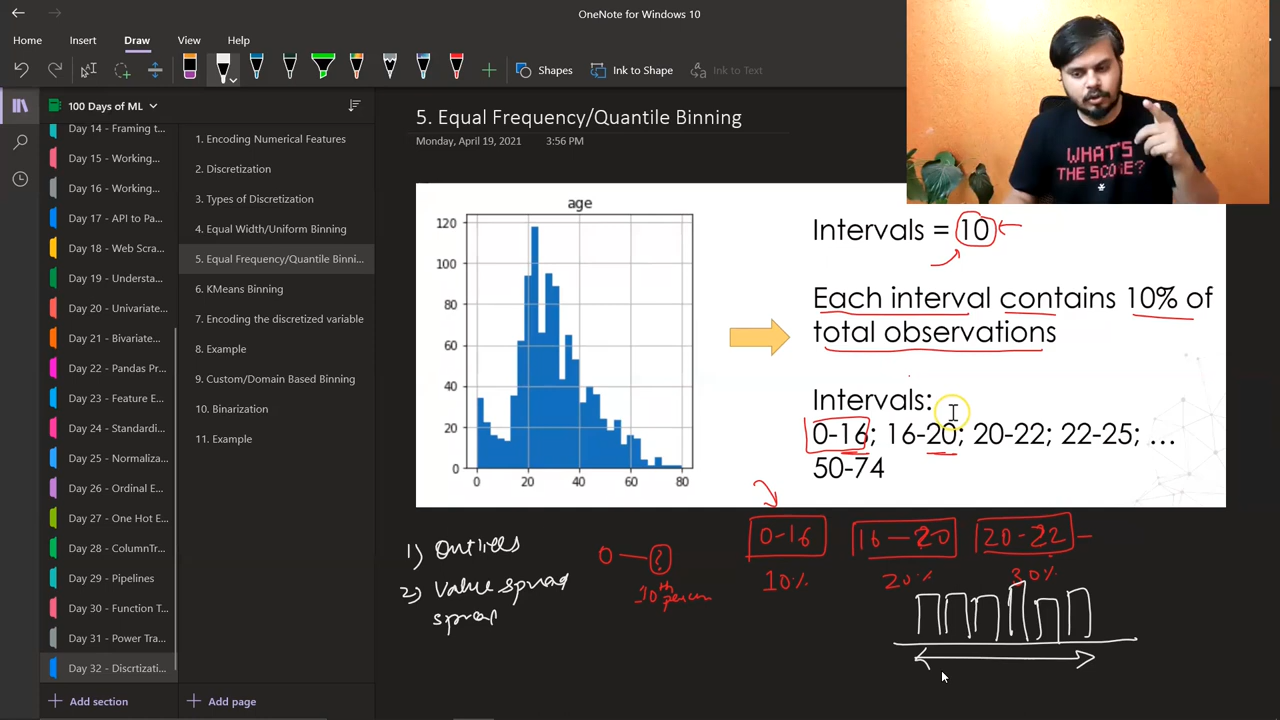 OneNote for Windows 10
Home Insert Draw View Help
Shapes Ink to Shape Ink to Text
100 Days of ML
Day 14 - Framing t...
Day 15 - Working...
Day 16 - Working...
Day 17 - API to Pa...
Day 18 - Web Scra...
Day 19 - Understa...
Day 20 - Univariate...
Day 21 - Bivariate...
Day 22 - Pandas Pr...
Day 23 - Feature E...
Day 24 - Standardi...
Day 25 - Normaliza...
Day 26 - Ordinal E...
Day 27 - One Hot E...
Day 28 - ColumnTr...
Day 29 - Pipelines
Day 30 - Function T...
Day 31 - Power Tra...
Day 32 - Discrtizati...
Add section
1. Encoding Numerical Features
2. Discretization
3. Types of Discretization
4. Equal Width/Uniform Binning
5. Equal Frequency/Quantile Binni...
6. KMeans Binning
7. Encoding the discretized variable
8. Example
9. Custom/Domain Based Binning
10. Binarization
11. Example
Add page
5. Equal Frequency/Quantile Binning
Monday, April 19, 2021 3:56 PM
age
120
100
80
60
40
20
0
0 20 40 60 80
Intervals = 10
Each interval contains 10% of
total observations
Intervals:
0-16; 16-20; 20-22; 22-25; ...
50-74
WHAT'S
THE SCORE?
1) Outliers
2) Value spread
spread
0 — ?
10th percen
0-16 16-20 20-22
10% 20% 30%